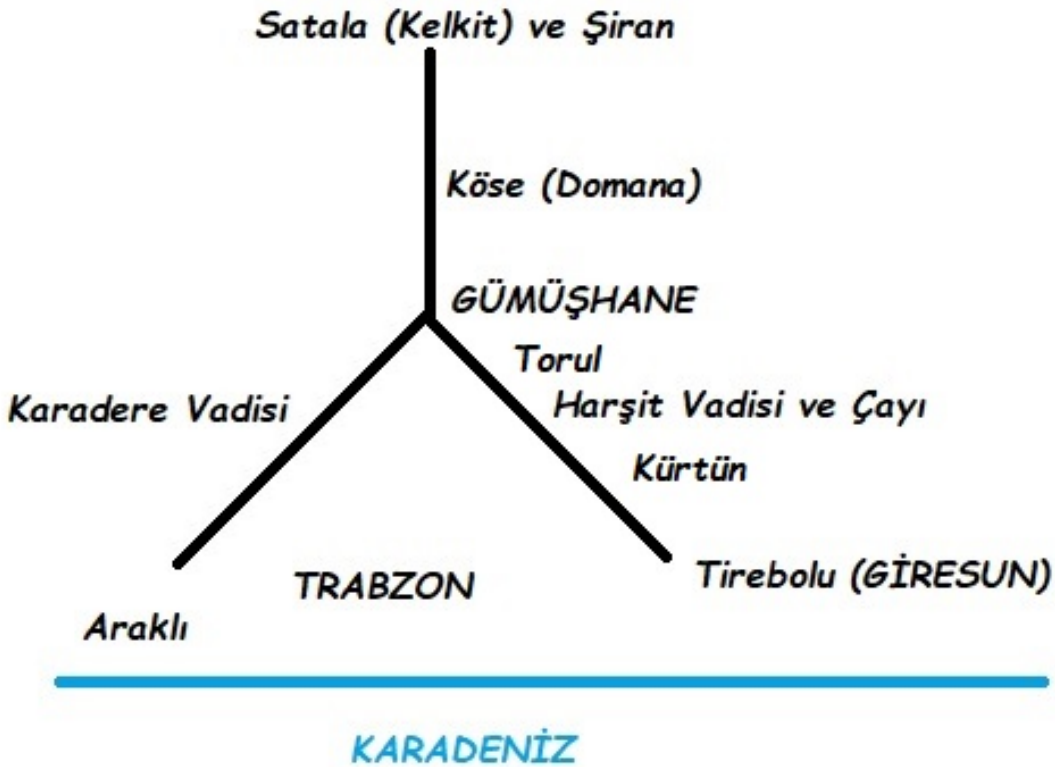 Satala (Kelkit) ve Şiran
Köse (Domana)
GÜMÜŞHANE
Torul
Karadere Vadisi
Harşit Vadisi ve Çayı
Kürtün
TRABZON
Tirebolu (GİRESUN)
Araklı
KARADENİZ